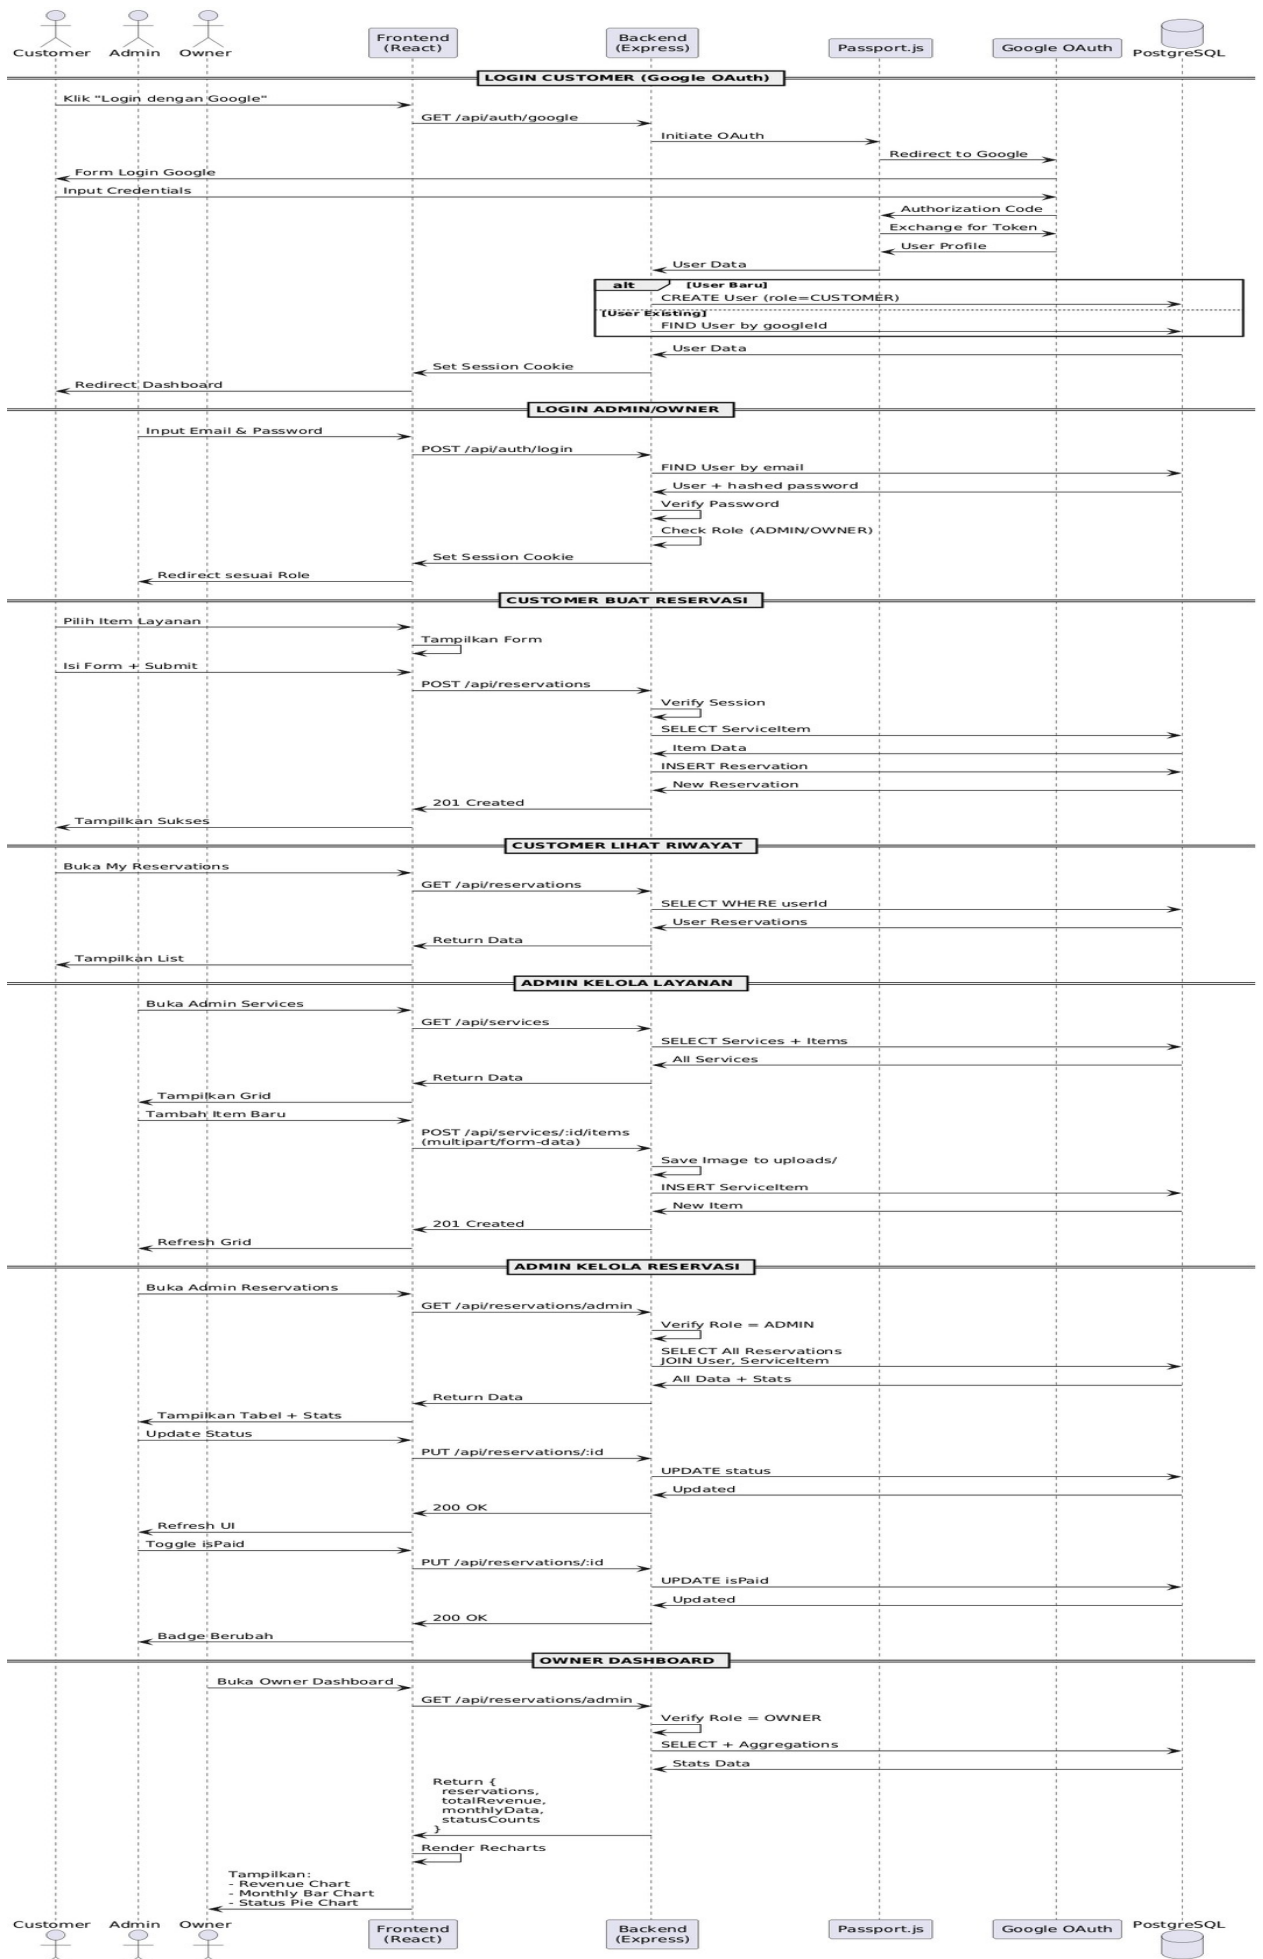 Customer
Admin
Owner
Frontend
(React)
Backend
(Express)
Passport.js
Google OAuth
PostgreSQL
LOGIN CUSTOMER (Google OAuth)
Klik "Login dengan Google"
GET /api/auth/google
Initiate OAuth
Redirect to Google
Form Login Google
Input Credentials
Authorization Code
Exchange for Token
User Profile
User Data
alt
[User Baru]
CREATE User (role=CUSTOMER)
[User Existing]
FIND User by googleId
User Data
Set Session Cookie
Redirect Dashboard
LOGIN ADMIN/OWNER
Input Email & Password
POST /api/auth/login
FIND User by email
User + hashed password
Verify Password
Check Role (ADMIN/OWNER)
Set Session Cookie
Redirect sesuai Role
CUSTOMER BUAT RESERVASI
Pilih Item Layanan
Tampilkan Form
Isi Form + Submit
POST /api/reservations
Verify Session
SELECT ServiceItem
Item Data
INSERT Reservation
New Reservation
201 Created
Tampilkan Sukses
CUSTOMER LIHAT RIWAYAT
Buka My Reservations
GET /api/reservations
SELECT WHERE userId
User Reservations
Return Data
Tampilkan List
ADMIN KELOLA LAYANAN
Buka Admin Services
GET /api/services
SELECT Services + Items
All Services
Return Data
Tampilkan Grid
Tambah Item Baru
POST /api/services/:id/items
(multipart/form-data)
Save Image to uploads/
INSERT ServiceItem
New Item
201 Created
Refresh Grid
ADMIN KELOLA RESERVASI
Buka Admin Reservations
GET /api/reservations/admin
Verify Role = ADMIN
SELECT All Reservations
JOIN User, ServiceItem
All Data + Stats
Return Data
Tampilkan Tabel + Stats
Update Status
PUT /api/reservations/:id
UPDATE status
Updated
200 OK
Refresh UI
Toggle isPaid
PUT /api/reservations/:id
UPDATE isPaid
Updated
200 OK
Badge Berubah
OWNER DASHBOARD
Buka Owner Dashboard
GET /api/reservations/admin
Verify Role = OWNER
SELECT + Aggregations
Stats Data
Return {
reservations,
totalRevenue,
monthlyData,
statusCounts
}
Render Recharts
Tampilkan:
- Revenue Chart
- Monthly Bar Chart
- Status Pie Chart
Customer
Admin
Owner
Frontend
(React)
Backend
(Express)
Passport.js
Google OAuth
PostgreSQL